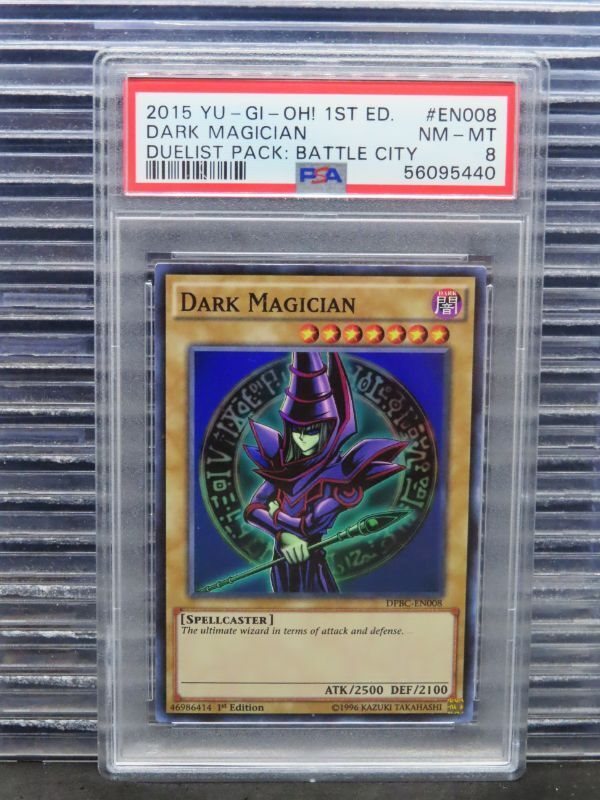 2015 YU-GI-OH! 1ST ED. #EN008
DARK MAGICIAN NM-MT
DUELIST PACK: BATTLE CITY 8
PSA 56095440
DARK MAGICIAN
DARK
闇
DPBC-EN008
[SPELLCASTER]
The ultimate wizard in terms of attack and defense.
ATK/2500 DEF/2100
46986414 1st Edition ©1996 KAZUKI TAKAHASHI